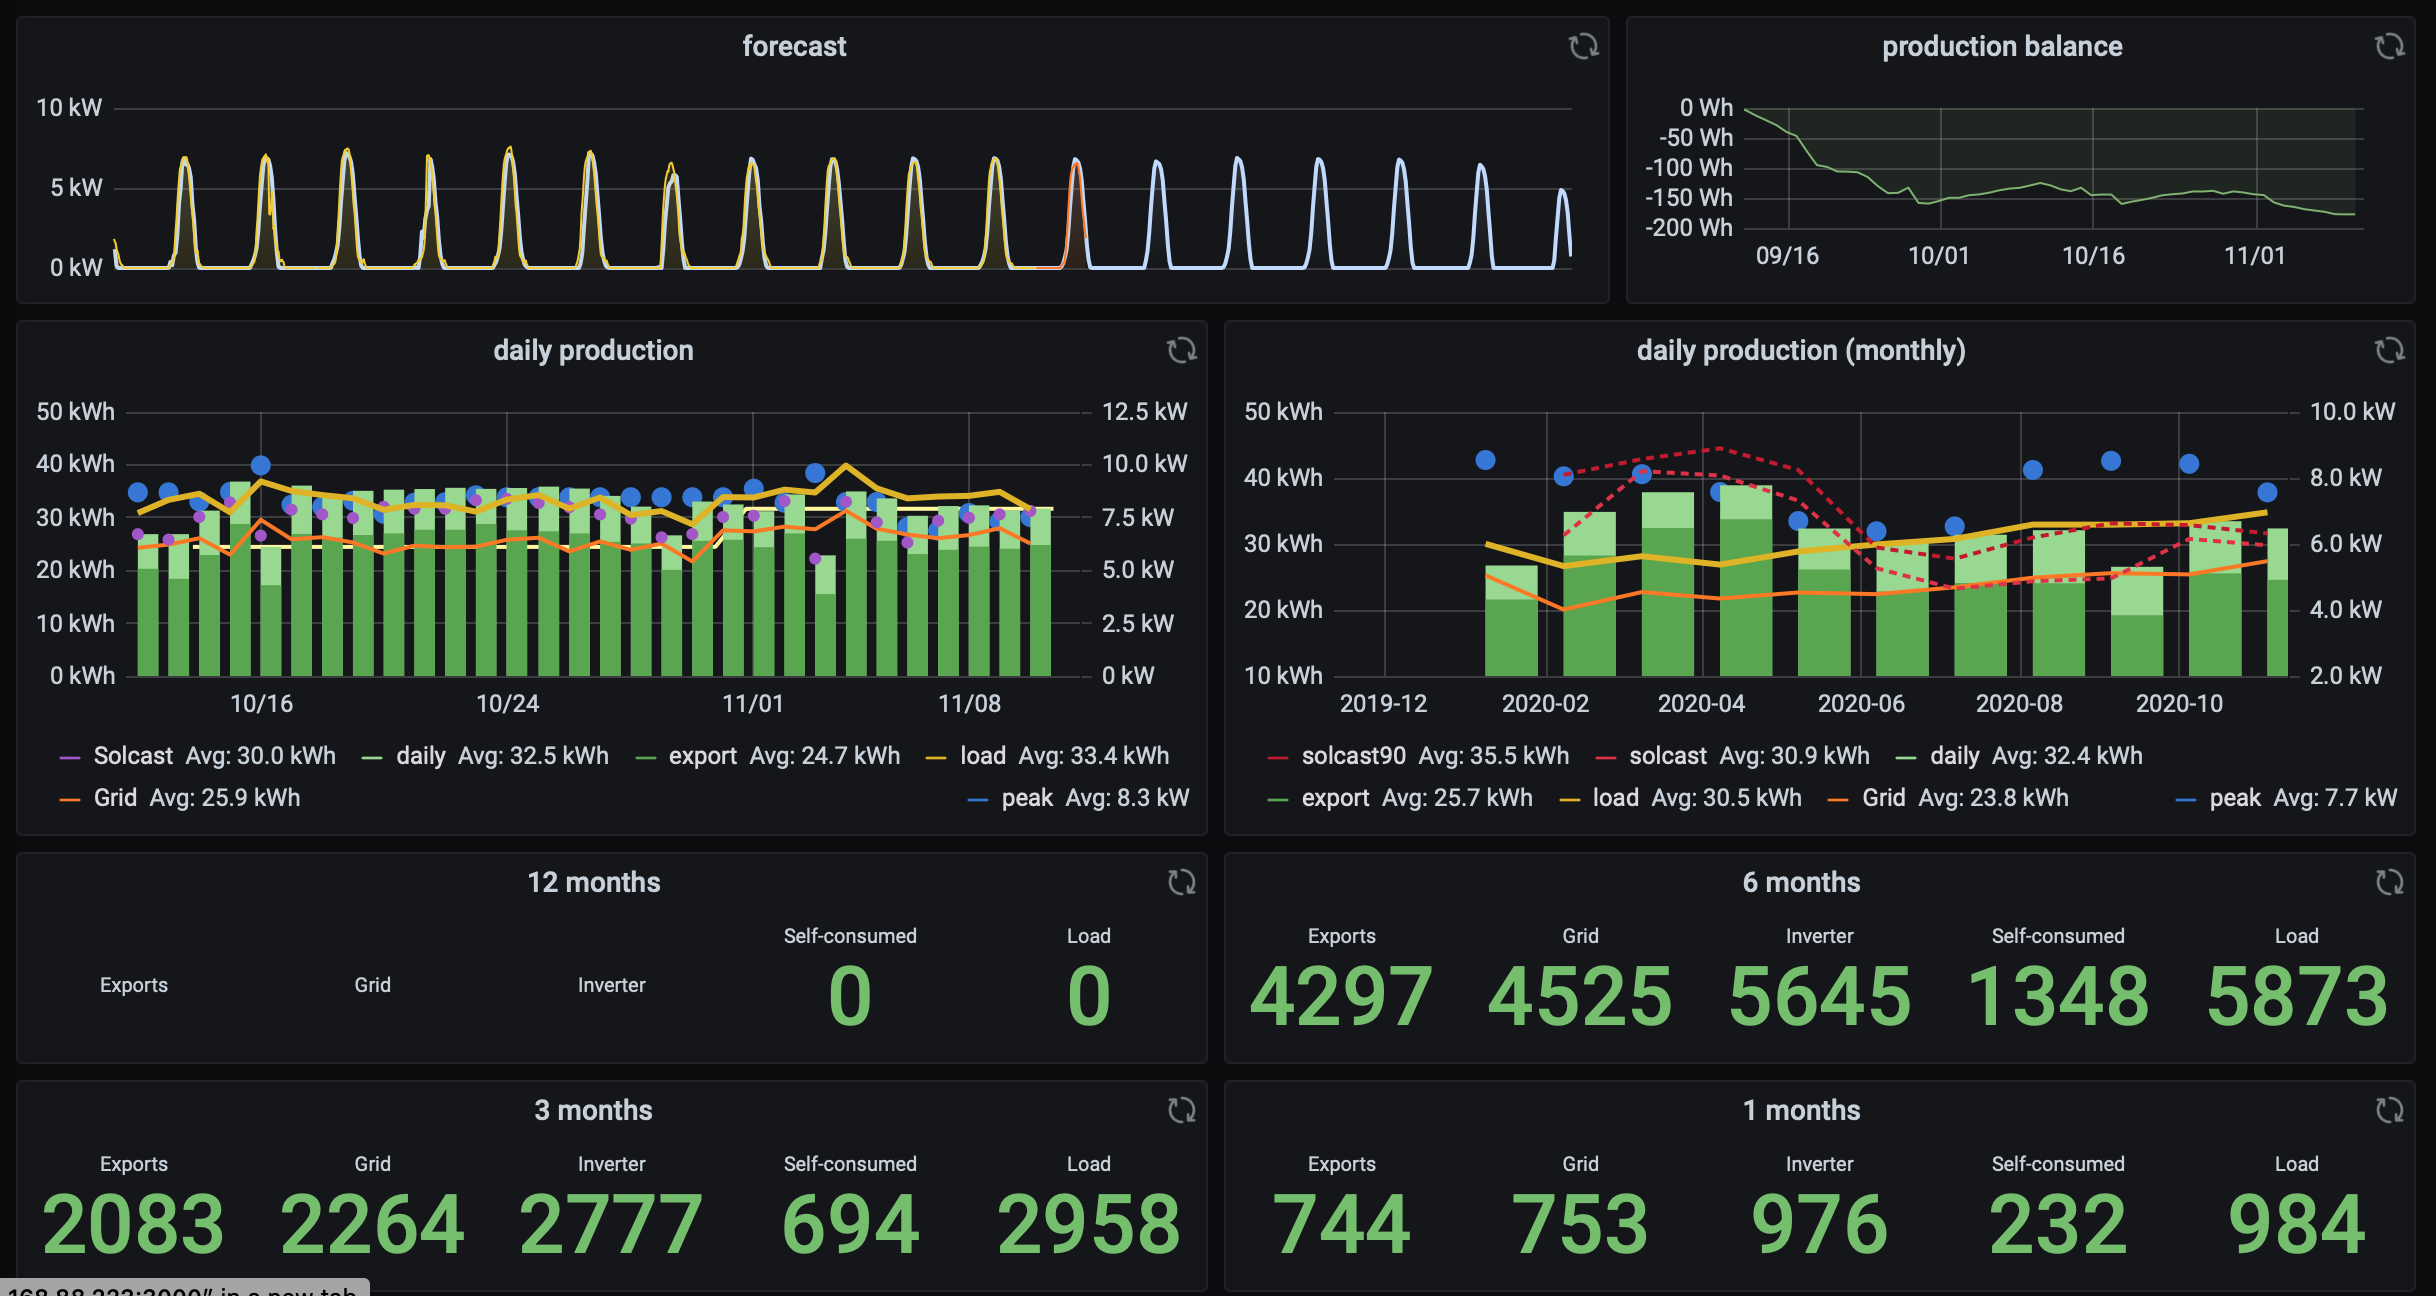 forecast
10 kW
5 kW
0 kW
production balance
0 Wh
-50 Wh
-100 Wh
-150 Wh
-200 Wh
09/16 10/01 10/16 11/01
daily production
50 kWh 12.5 kW
40 kWh 10.0 kW
30 kWh 7.5 kW
20 kWh 5.0 kW
10 kWh 2.5 kW
0 kWh 0 kW
10/16 10/24 11/01 11/08
Solcast Avg: 30.0 kWh daily Avg: 32.5 kWh export Avg: 24.7 kWh load Avg: 33.4 kWh
Grid Avg: 25.9 kWh peak Avg: 8.3 kW
daily production (monthly)
50 kWh 10.0 kW
40 kWh 8.0 kW
30 kWh 6.0 kW
20 kWh 4.0 kW
10 kWh 2.0 kW
2019-12 2020-02 2020-04 2020-06 2020-08 2020-10
solcast90 Avg: 35.5 kWh solcast Avg: 30.9 kWh daily Avg: 32.4 kWh
export Avg: 25.7 kWh load Avg: 30.5 kWh Grid Avg: 23.8 kWh peak Avg: 7.7 kW
12 months
Exports Grid Inverter Self-consumed Load
0 0
6 months
Exports Grid Inverter Self-consumed Load
4297 4525 5645 1348 5873
3 months
Exports Grid Inverter Self-consumed Load
2083 2264 2777 694 2958
1 months
Exports Grid Inverter Self-consumed Load
744 753 976 232 984
168.88.223:3000" in a new tab